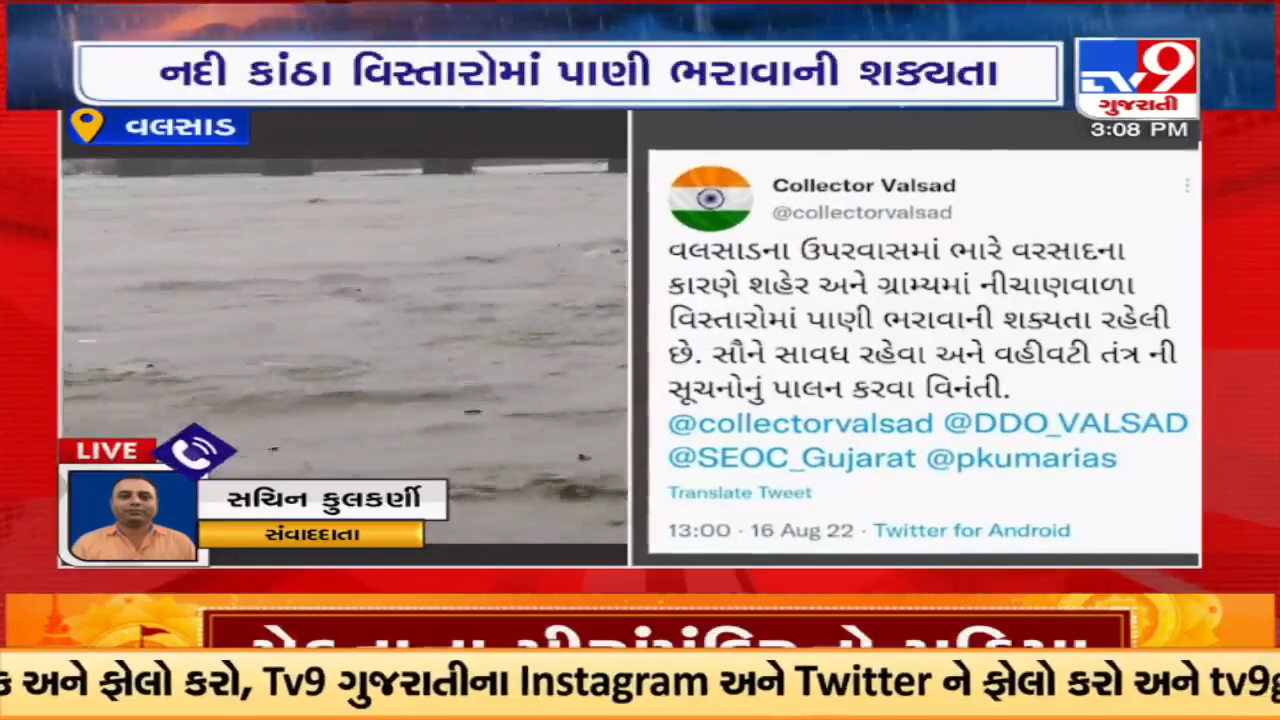 નદી કાંઠા વિસ્તારોમાં પાણી ભરાવાની શક્યતા
TV9
ગુજરાતી
3:08 PM
વલસાડ
Collector Valsad
@collectorvalsad
વલસાડના ઉપરવાસમાં ભારે વરસાદના
કારણે શહેર અને ગ્રામ્યમાં નીચાણવાળા
વિસ્તારોમાં પાણી ભરાવાની શક્યતા રહેલી
છે. સૌને સાવધ રહેવા અને વહીવટી તંત્ર ની
સૂચનોનું પાલન કરવા વિનંતી.
@collectorvalsad @DDO_VALSAD
@SEOC_Gujarat @pkumarias
Translate Tweet
13:00 · 16 Aug 22 · Twitter for Android
LIVE
સચિન કુલકર્ણી
સંવાદદાતા
અને ફોલો કરો, Tv9 ગુજરાતીના Instagram અને Twitter ને ફોલો કરો અને tv9g